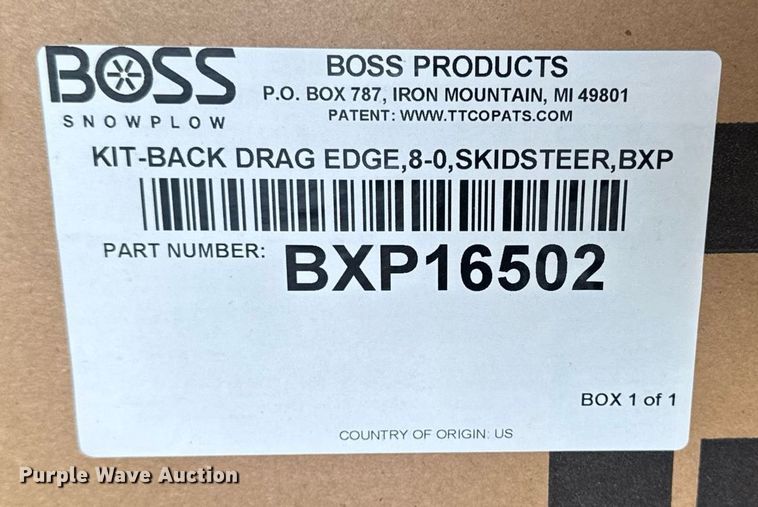 BOSS
SNOWPLOW
BOSS PRODUCTS
P.O. BOX 787, IRON MOUNTAIN, MI 49801
PATENT: WWW.TTCOPATS.COM
KIT-BACK DRAG EDGE,8-0,SKIDSTEER,BXP
PART NUMBER: BXP16502
BOX 1 of 1
COUNTRY OF ORIGIN: US
Purple Wave Auction